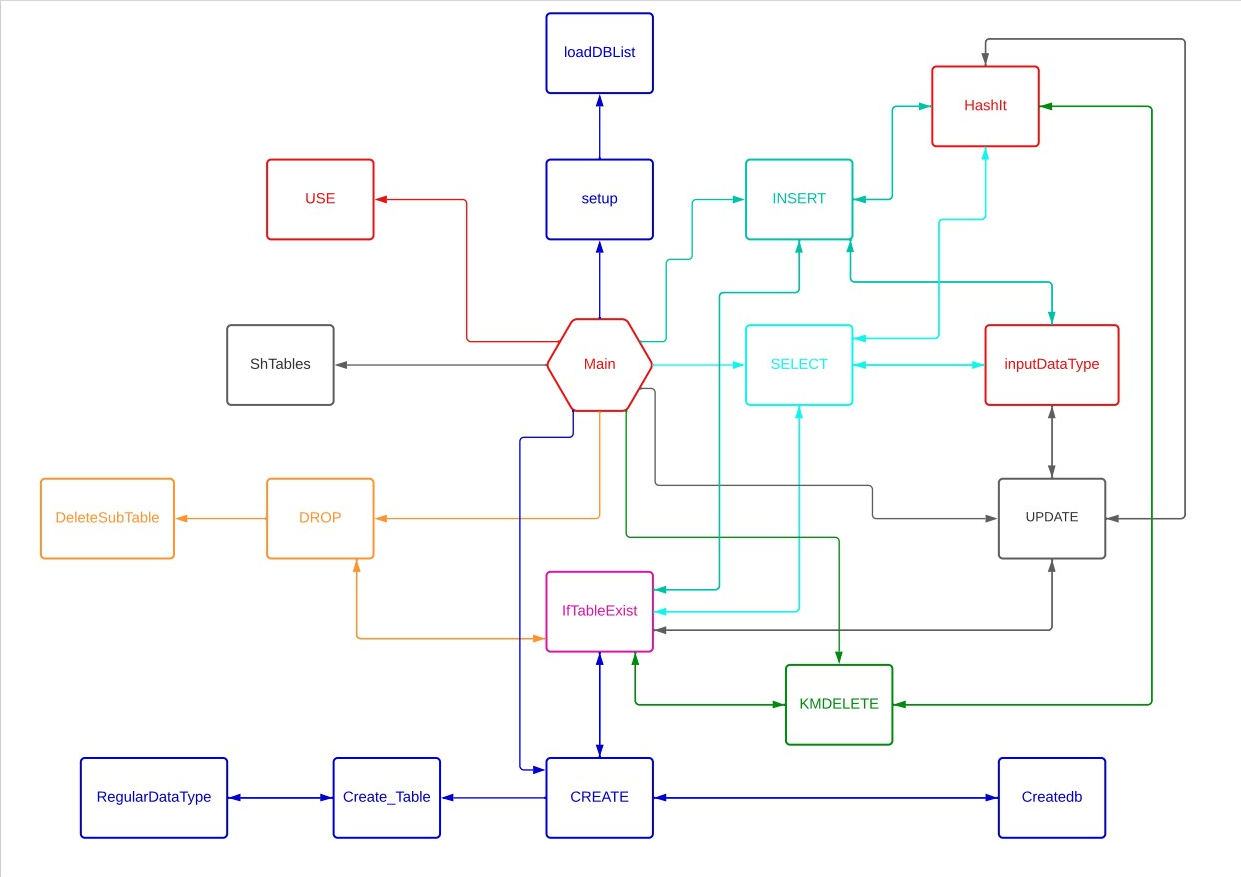 loadDBList
HashIt
USE
setup
INSERT
ShTables
Main
SELECT
inputDataType
DeleteSubTable
DROP
UPDATE
IfTableExist
KMDELETE
RegularDataType
Create_Table
CREATE
Createdb